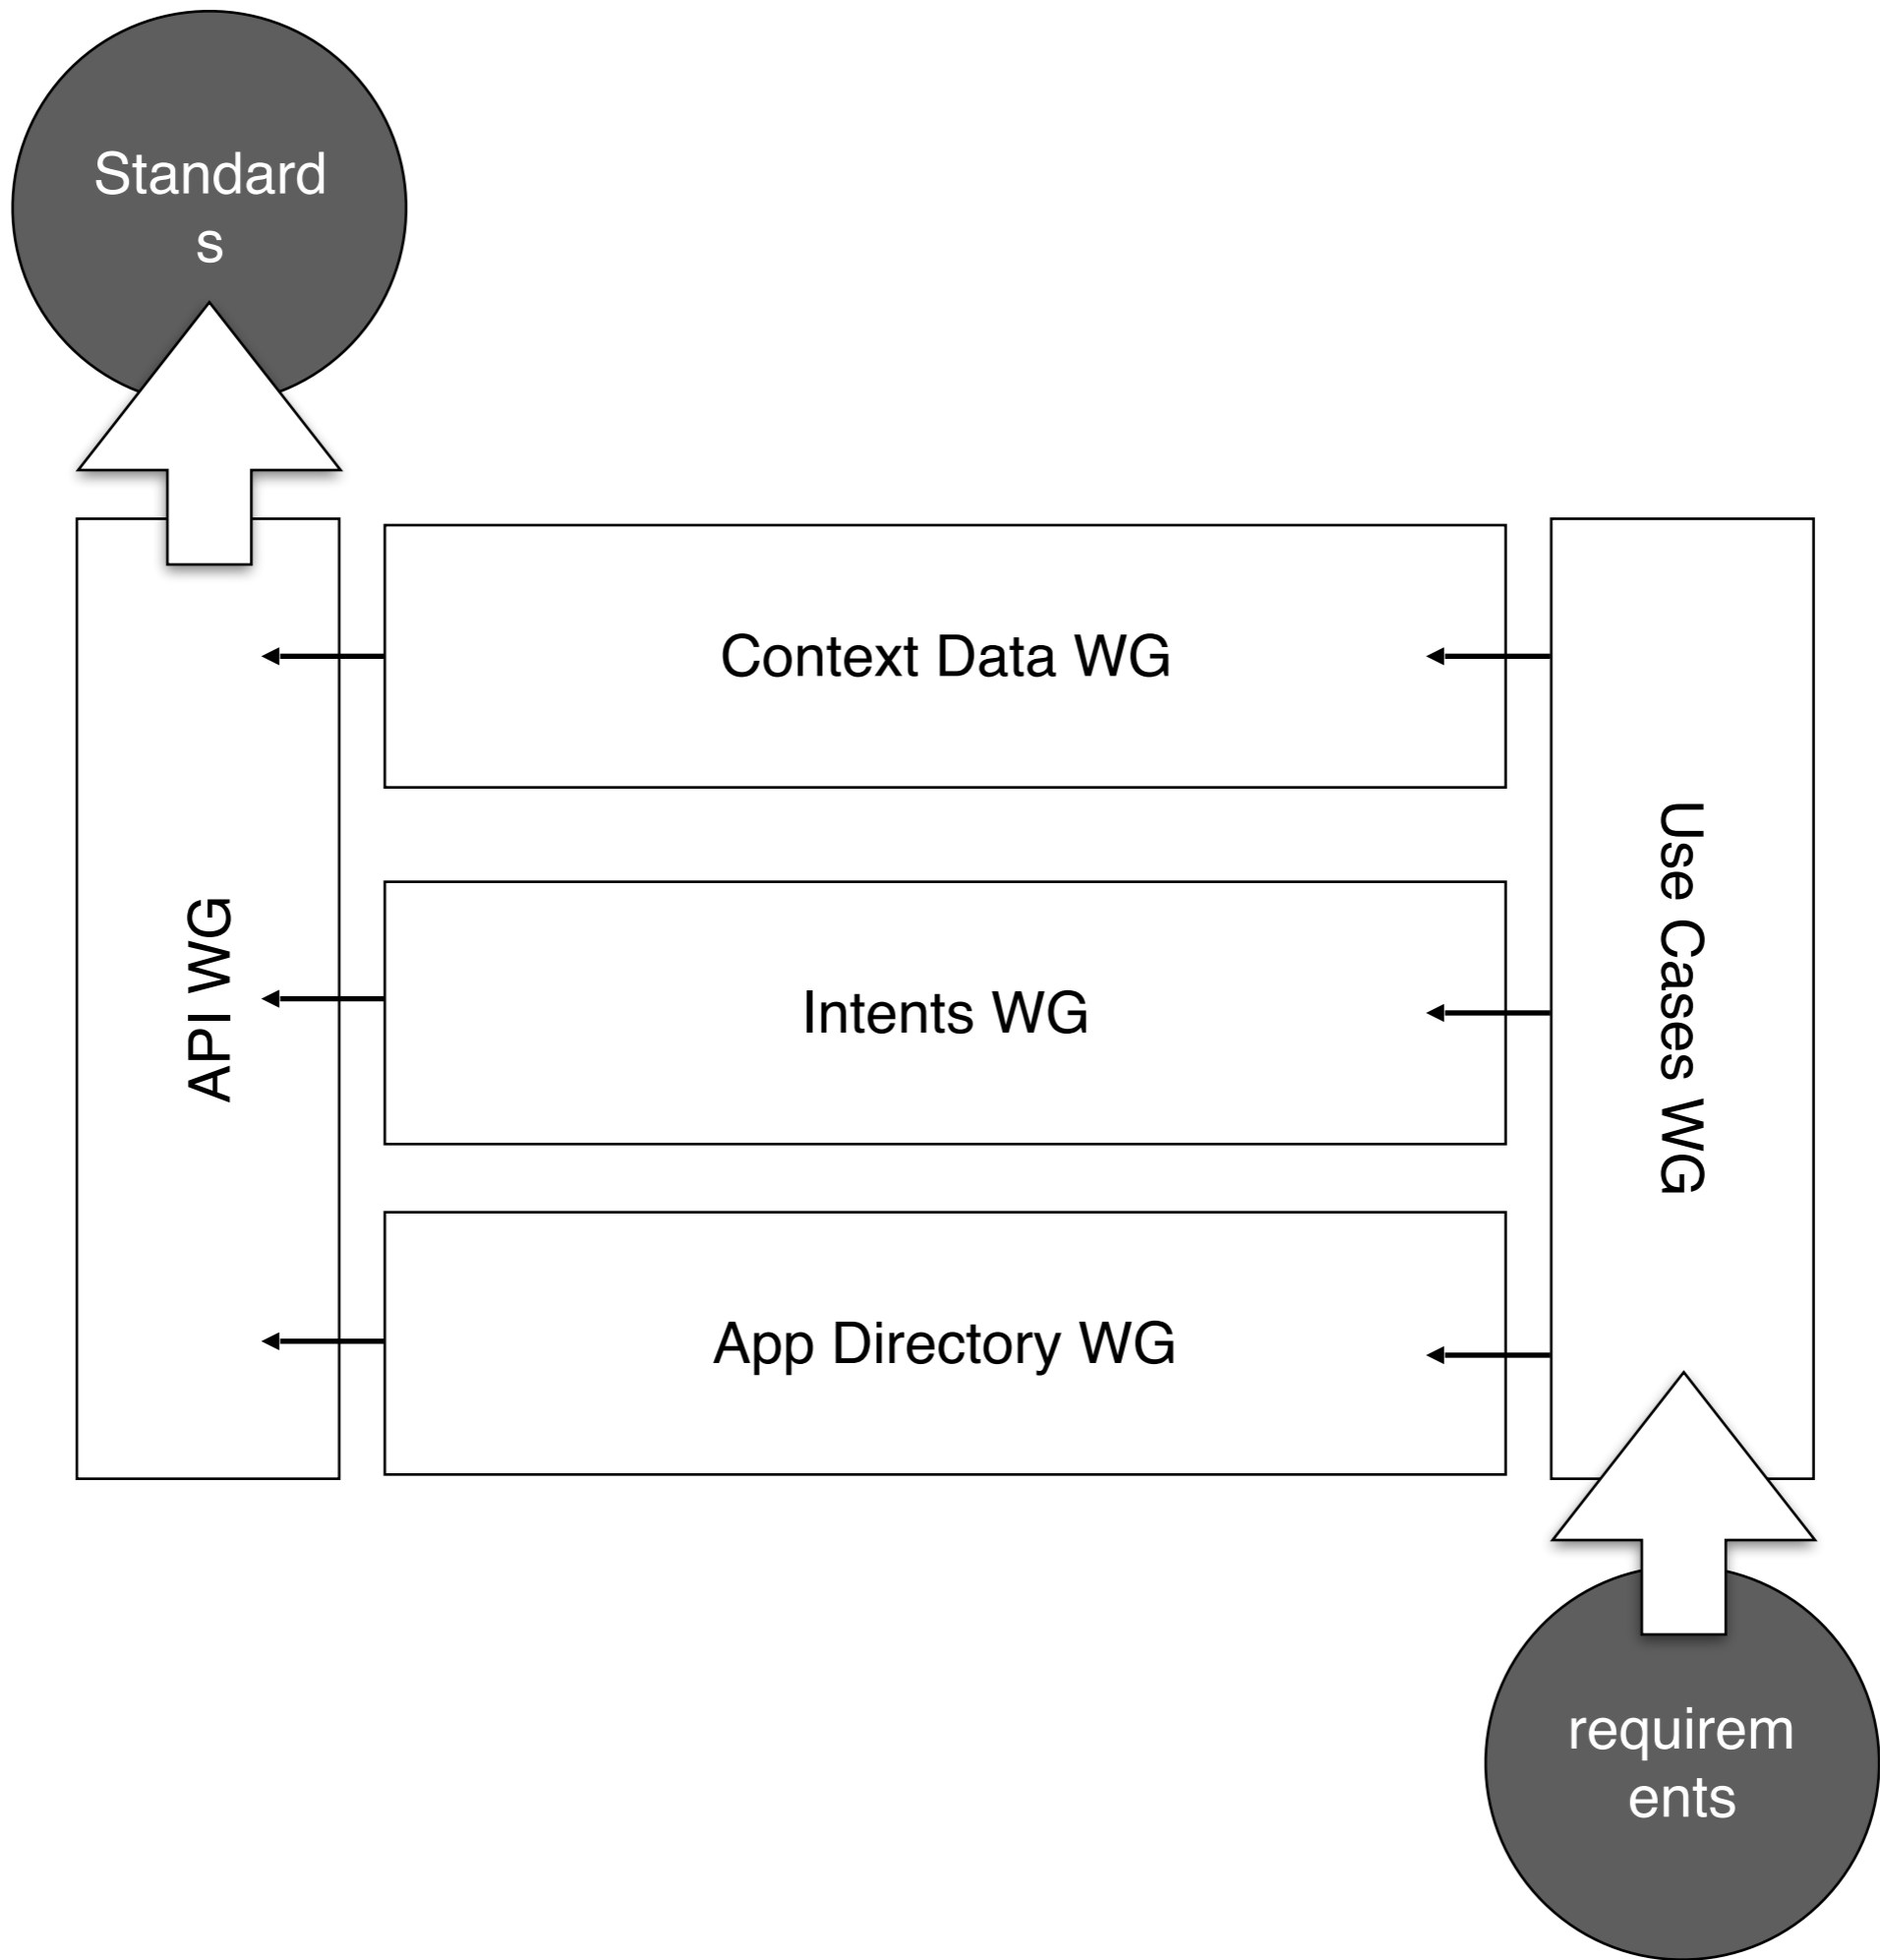 Standard
s
Context Data WG
Use Cases WG
API WG
Intents WG
App Directory WG
requirem
ents